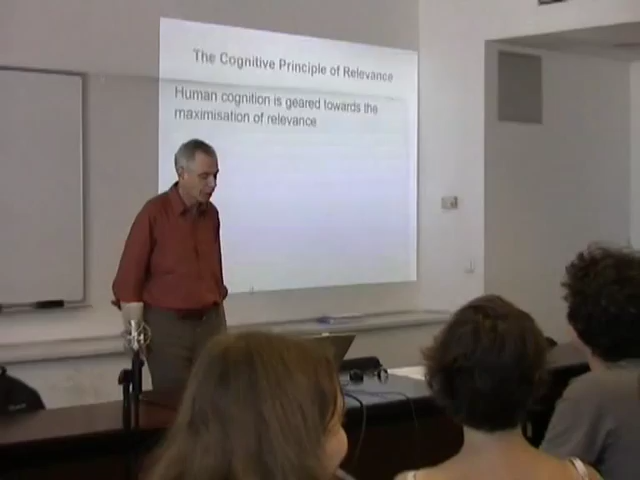 The Cognitive Principle of Relevance
Human cognition is geared towards the
maximisation of relevance